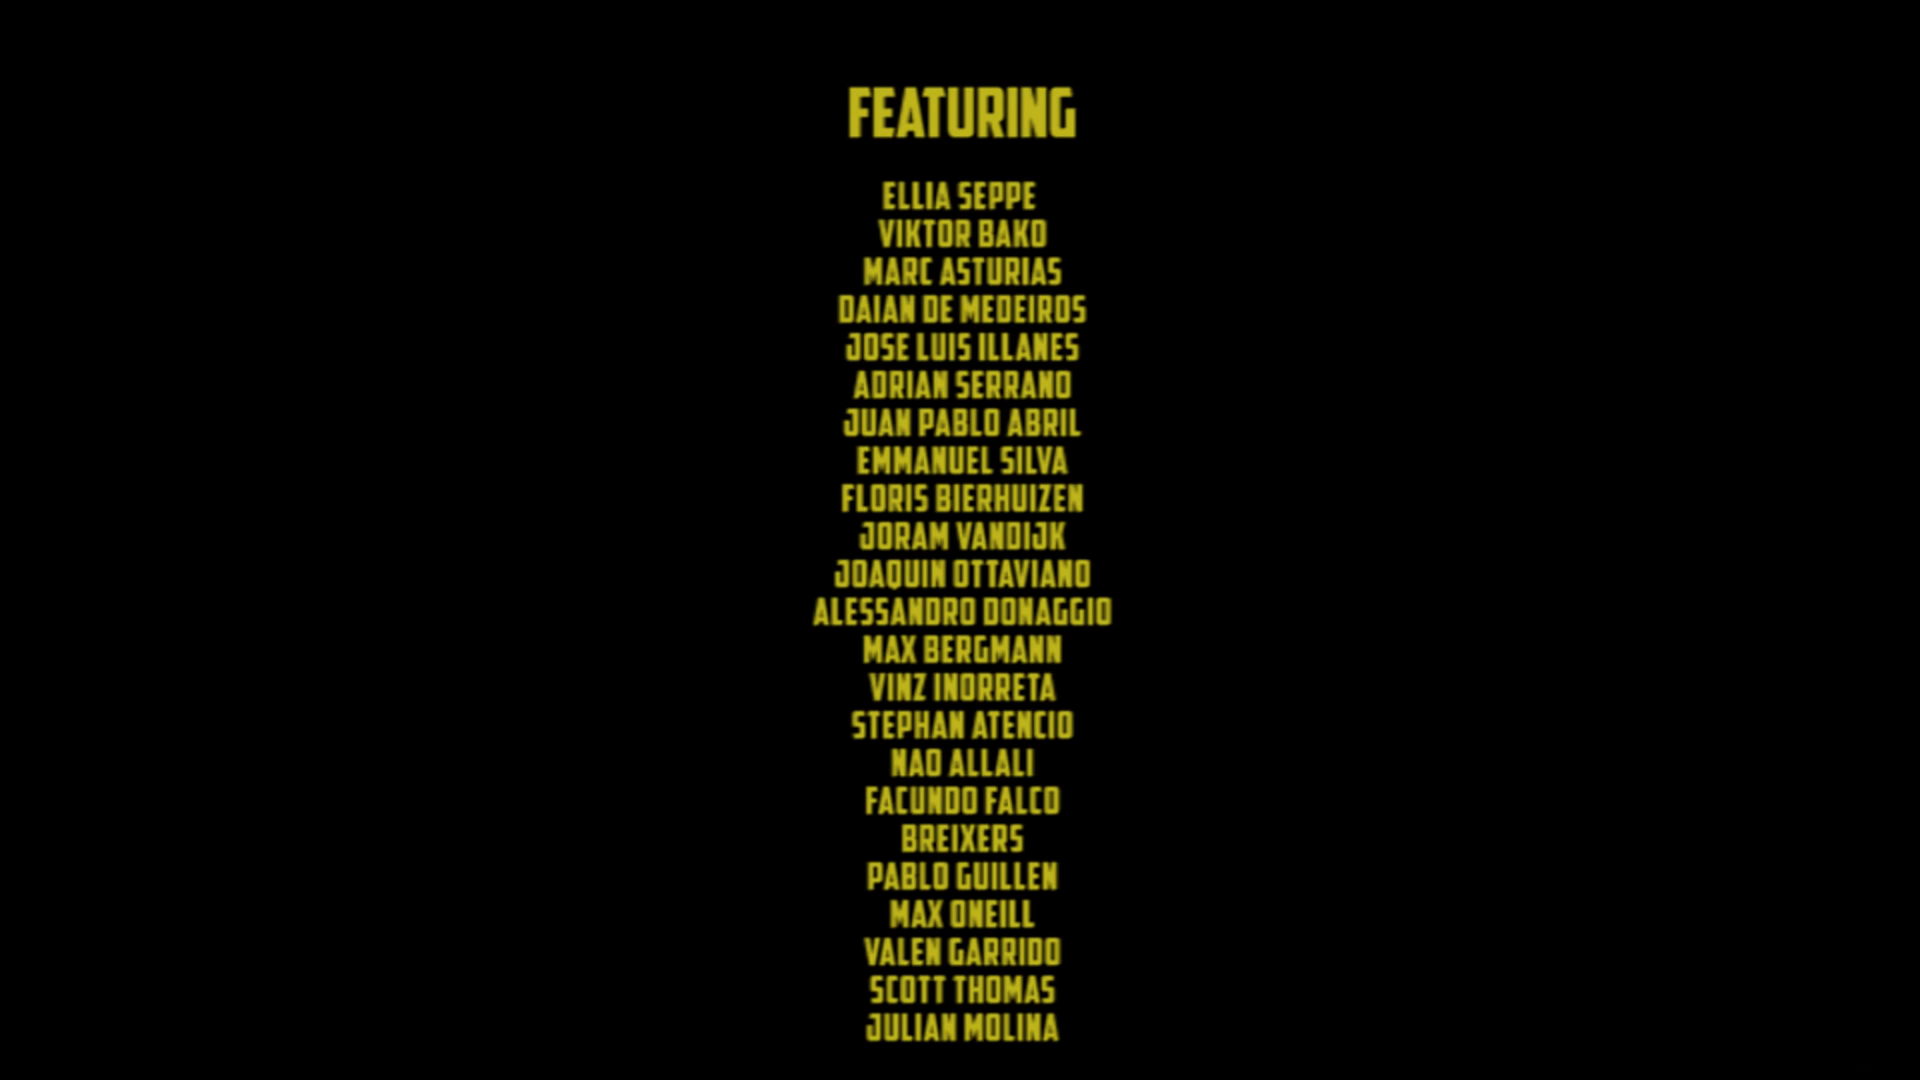 FEATURING
ELLIA SEPPE
VIKTOR BAKO
MARC ASTURIAS
DAIAN DE MEDEIROS
JOSE LUIS ILLANES
ADRIAN SERRANO
JUAN PABLO ABRIL
EMMANUEL SILVA
FLORIS BIERHUIZEN
JORAM VANDIJK
JOAQUIN OTTAVIANO
ALESSANDRO DONAGGIO
MAX BERGMANN
VINZ INORRETA
STEPHAN ATENCIO
NAO ALLALI
FACUNDO FALCO
BREIXERS
PABLO GUILLEN
MAX ONEILL
VALEN GARRIDO
SCOTT THOMAS
JULIAN MOLINA